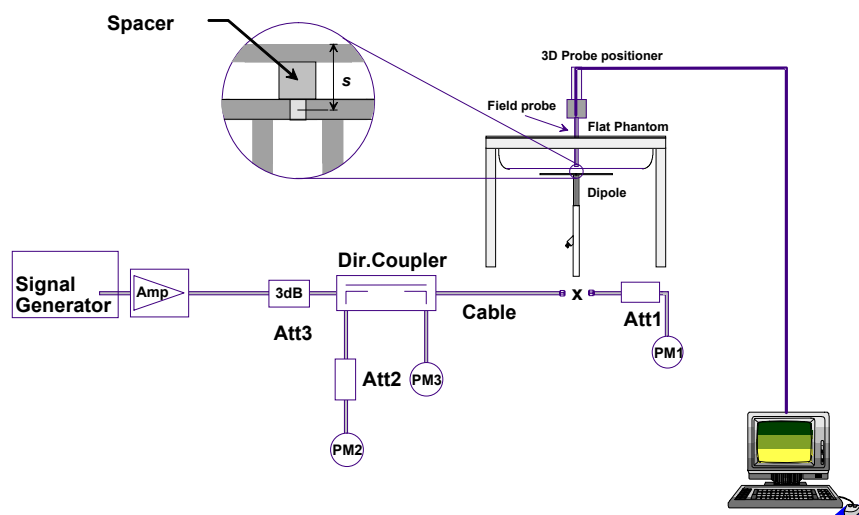 Spacer
s
3D Probe positioner
Field probe
Flat Phantom
Dipole
Signal
Generator
Amp
3dB
Dir.Coupler
Cable
x
Att3
Att1
Att2
PM1
PM3
PM2